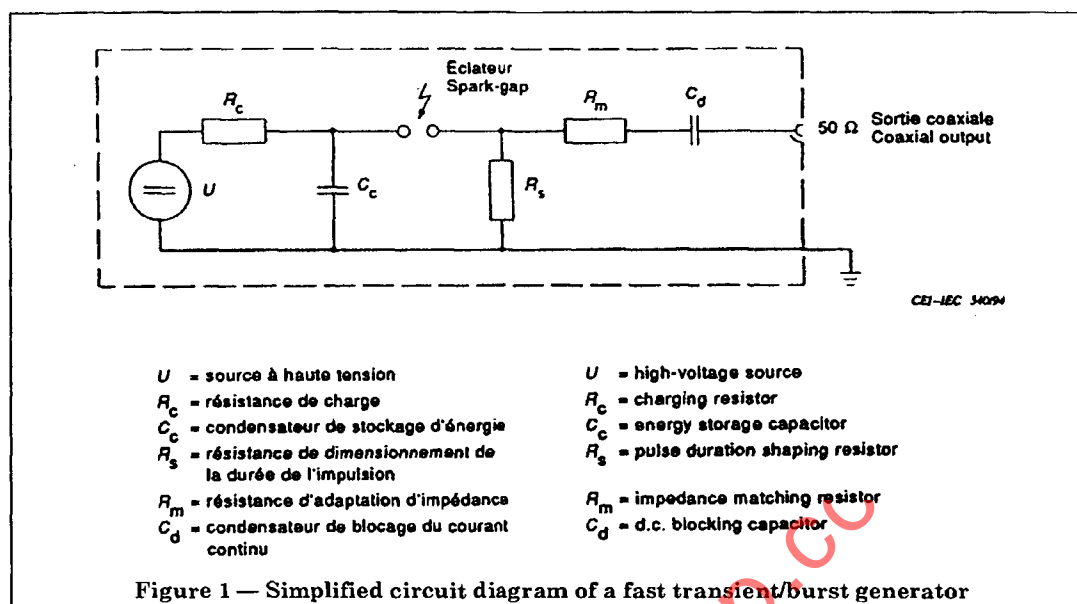 Eclateur
Spark-gap
R_c
R_m
C_d
50 Ω
Sortie coaxiale
Coaxial output
U
C_c
R_s
CEI-IEC 340/94
U = source à haute tension
R_c = résistance de charge
C_c = condensateur de stockage d'énergie
R_s = résistance de dimensionnement de
la durée de l'impulsion
R_m = résistance d'adaptation d'impédance
C_d = condensateur de blocage du courant
continu
U = high-voltage source
R_c = charging resistor
C_c = energy storage capacitor
R_s = pulse duration shaping resistor
R_m = impedance matching resistor
C_d = d.c. blocking capacitor
Figure 1 — Simplified circuit diagram of a fast transient/burst generator